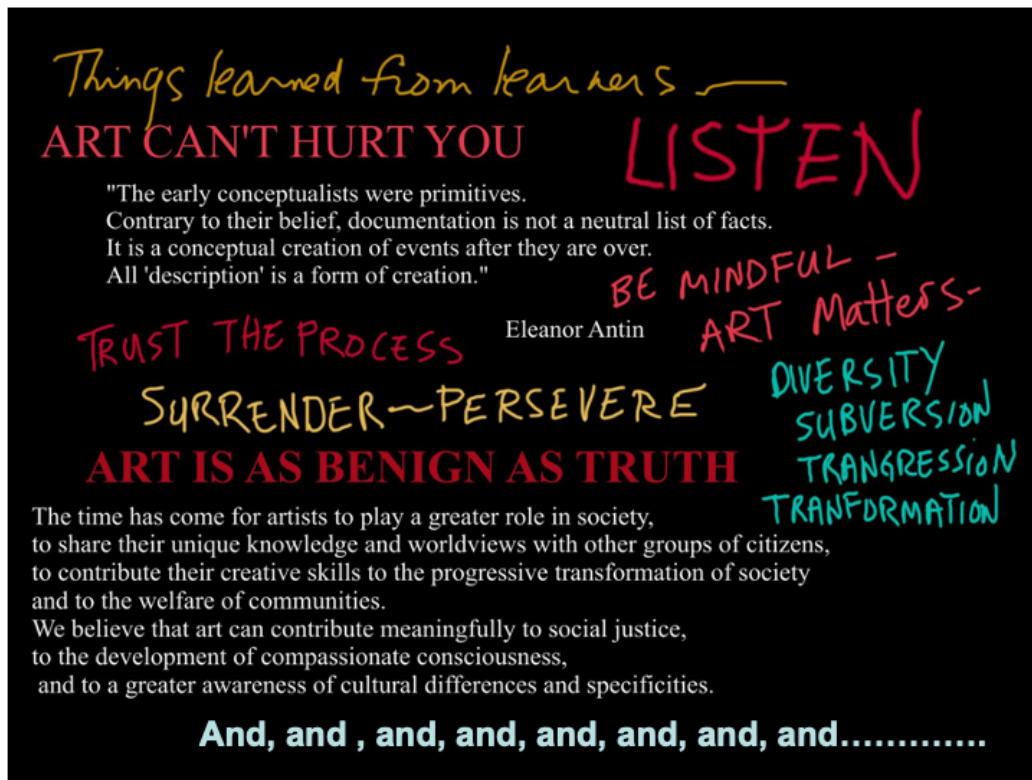 Things learned from learners —
ART CAN'T HURT YOU
LISTEN
"The early conceptualists were primitives.
Contrary to their belief, documentation is not a neutral list of facts.
It is a conceptual creation of events after they are over.
All 'description' is a form of creation."
BE MINDFUL –
ART Matters-
Eleanor Antin
TRUST THE PROCESS
SURRENDER~PERSEVERE
DIVERSITY
SUBVERSION
TRANGRESSION
TRANFORMATION
ART IS AS BENIGN AS TRUTH
The time has come for artists to play a greater role in society,
to share their unique knowledge and worldviews with other groups of citizens,
to contribute their creative skills to the progressive transformation of society
and to the welfare of communities.
We believe that art can contribute meaningfully to social justice,
to the development of compassionate consciousness,
and to a greater awareness of cultural differences and specificities.
And, and , and, and, and, and, and, and.............